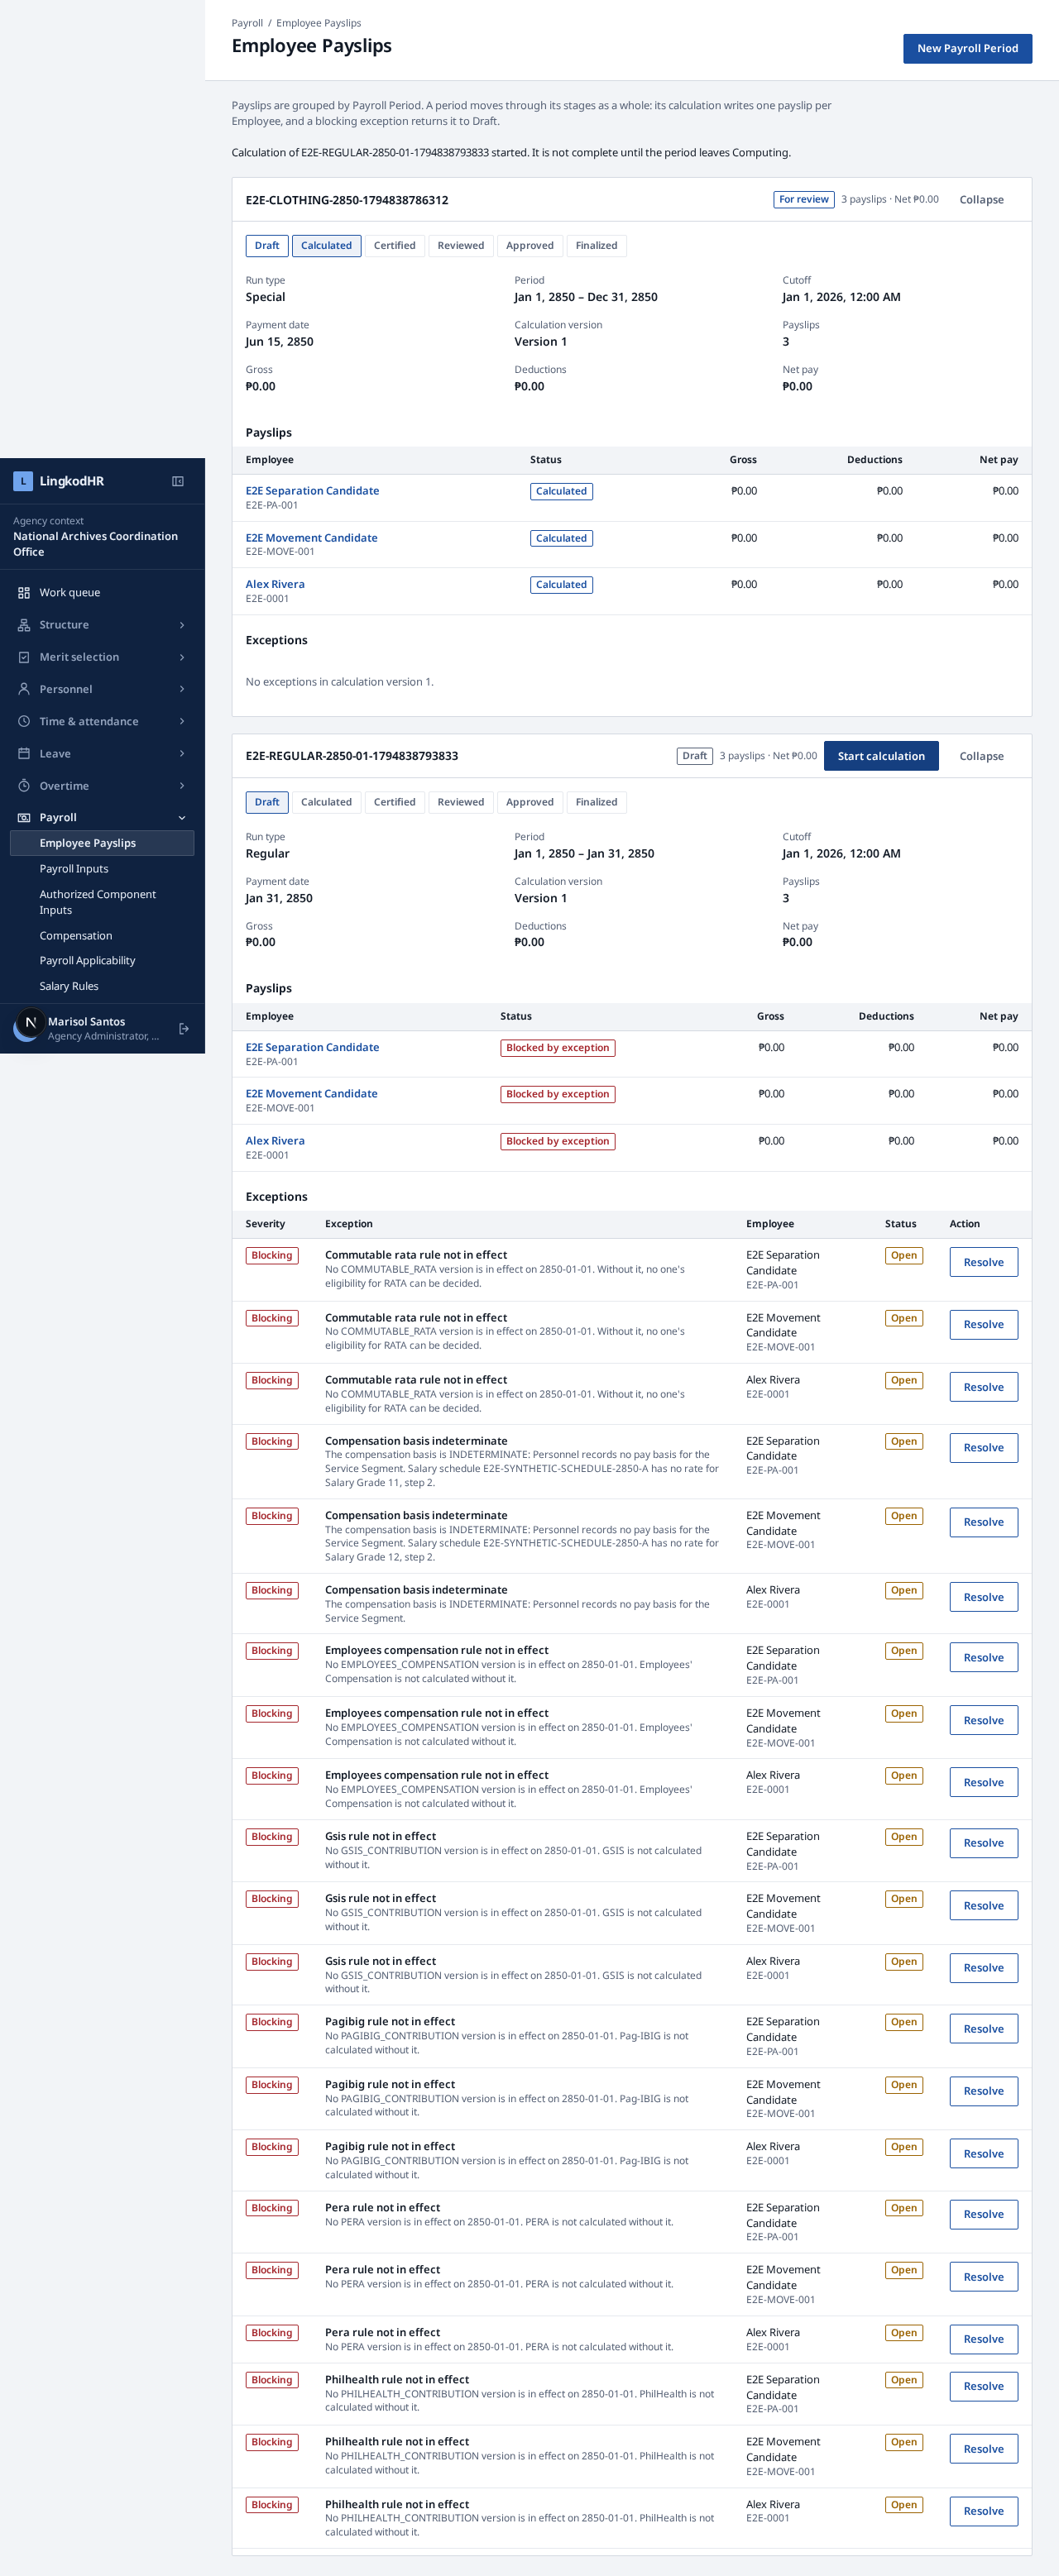 Payroll / Employee Payslips
Employee Payslips
New Payroll Period
Payslips are grouped by Payroll Period. A period moves through its stages as a whole: its calculation writes one payslip per
Employee, and a blocking exception returns it to Draft.
Calculation of E2E-REGULAR-2850-01-1794838793833 started. It is not complete until the period leaves Computing.
E2E-CLOTHING-2850-1794838786312
For review 3 payslips · Net ₱0.00 Collapse
Draft Calculated Certified Reviewed Approved Finalized
Run type Period Cutoff
Special Jan 1, 2850 – Dec 31, 2850 Jan 1, 2026, 12:00 AM
Payment date Calculation version Payslips
Jun 15, 2850 Version 1 3
Gross Deductions Net pay
₱0.00 ₱0.00 ₱0.00
Payslips
Employee Status Gross Deductions Net pay
E2E Separation Candidate Calculated ₱0.00 ₱0.00 ₱0.00
E2E-PA-001
E2E Movement Candidate Calculated ₱0.00 ₱0.00 ₱0.00
E2E-MOVE-001
Alex Rivera Calculated ₱0.00 ₱0.00 ₱0.00
E2E-0001
Exceptions
No exceptions in calculation version 1.
L LingkodHR
Agency context
National Archives Coordination
Office
Work queue
Structure
Merit selection
Personnel
Time & attendance
Leave
Overtime
Payroll
Employee Payslips
Payroll Inputs
Authorized Component
Inputs
Compensation
Payroll Applicability
Salary Rules
N Marisol Santos
Agency Administrator, ...
E2E-REGULAR-2850-01-1794838793833
Draft 3 payslips · Net ₱0.00 Start calculation Collapse
Draft Calculated Certified Reviewed Approved Finalized
Run type Period Cutoff
Regular Jan 1, 2850 – Jan 31, 2850 Jan 1, 2026, 12:00 AM
Payment date Calculation version Payslips
Jan 31, 2850 Version 1 3
Gross Deductions Net pay
₱0.00 ₱0.00 ₱0.00
Payslips
Employee Status Gross Deductions Net pay
E2E Separation Candidate Blocked by exception ₱0.00 ₱0.00 ₱0.00
E2E-PA-001
E2E Movement Candidate Blocked by exception ₱0.00 ₱0.00 ₱0.00
E2E-MOVE-001
Alex Rivera Blocked by exception ₱0.00 ₱0.00 ₱0.00
E2E-0001
Exceptions
Severity Exception Employee Status Action
Blocking Commutable rata rule not in effect E2E Separation Open Resolve
No COMMUTABLE_RATA version is in effect on 2850-01-01. Without it, no one's Candidate
eligibility for RATA can be decided. E2E-PA-001
Blocking Commutable rata rule not in effect E2E Movement Open Resolve
No COMMUTABLE_RATA version is in effect on 2850-01-01. Without it, no one's Candidate
eligibility for RATA can be decided. E2E-MOVE-001
Blocking Commutable rata rule not in effect Alex Rivera Open Resolve
No COMMUTABLE_RATA version is in effect on 2850-01-01. Without it, no one's E2E-0001
eligibility for RATA can be decided.
Blocking Compensation basis indeterminate E2E Separation Open Resolve
The compensation basis is INDETERMINATE: Personnel records no pay basis for the Candidate
Service Segment. Salary schedule E2E-SYNTHETIC-SCHEDULE-2850-A has no rate for E2E-PA-001
Salary Grade 11, step 2.
Blocking Compensation basis indeterminate E2E Movement Open Resolve
The compensation basis is INDETERMINATE: Personnel records no pay basis for the Candidate
Service Segment. Salary schedule E2E-SYNTHETIC-SCHEDULE-2850-A has no rate for E2E-MOVE-001
Salary Grade 12, step 2.
Blocking Compensation basis indeterminate Alex Rivera Open Resolve
The compensation basis is INDETERMINATE: Personnel records no pay basis for the E2E-0001
Service Segment.
Blocking Employees compensation rule not in effect E2E Separation Open Resolve
No EMPLOYEES_COMPENSATION version is in effect on 2850-01-01. Employees' Candidate
Compensation is not calculated without it. E2E-PA-001
Blocking Employees compensation rule not in effect E2E Movement Open Resolve
No EMPLOYEES_COMPENSATION version is in effect on 2850-01-01. Employees' Candidate
Compensation is not calculated without it. E2E-MOVE-001
Blocking Employees compensation rule not in effect Alex Rivera Open Resolve
No EMPLOYEES_COMPENSATION version is in effect on 2850-01-01. Employees' E2E-0001
Compensation is not calculated without it.
Blocking Gsis rule not in effect E2E Separation Open Resolve
No GSIS_CONTRIBUTION version is in effect on 2850-01-01. GSIS is not calculated Candidate
without it. E2E-PA-001
Blocking Gsis rule not in effect E2E Movement Open Resolve
No GSIS_CONTRIBUTION version is in effect on 2850-01-01. GSIS is not calculated Candidate
without it. E2E-MOVE-001
Blocking Gsis rule not in effect Alex Rivera Open Resolve
No GSIS_CONTRIBUTION version is in effect on 2850-01-01. GSIS is not calculated E2E-0001
without it.
Blocking Pagibig rule not in effect E2E Separation Open Resolve
No PAGIBIG_CONTRIBUTION version is in effect on 2850-01-01. Pag-IBIG is not Candidate
calculated without it. E2E-PA-001
Blocking Pagibig rule not in effect E2E Movement Open Resolve
No PAGIBIG_CONTRIBUTION version is in effect on 2850-01-01. Pag-IBIG is not Candidate
calculated without it. E2E-MOVE-001
Blocking Pagibig rule not in effect Alex Rivera Open Resolve
No PAGIBIG_CONTRIBUTION version is in effect on 2850-01-01. Pag-IBIG is not E2E-0001
calculated without it.
Blocking Pera rule not in effect E2E Separation Open Resolve
No PERA version is in effect on 2850-01-01. PERA is not calculated without it. Candidate
E2E-PA-001
Blocking Pera rule not in effect E2E Movement Open Resolve
No PERA version is in effect on 2850-01-01. PERA is not calculated without it. Candidate
E2E-MOVE-001
Blocking Pera rule not in effect Alex Rivera Open Resolve
No PERA version is in effect on 2850-01-01. PERA is not calculated without it. E2E-0001
Blocking Philhealth rule not in effect E2E Separation Open Resolve
No PHILHEALTH_CONTRIBUTION version is in effect on 2850-01-01. PhilHealth is not Candidate
calculated without it. E2E-PA-001
Blocking Philhealth rule not in effect E2E Movement Open Resolve
No PHILHEALTH_CONTRIBUTION version is in effect on 2850-01-01. PhilHealth is not Candidate
calculated without it. E2E-MOVE-001
Blocking Philhealth rule not in effect Alex Rivera Open Resolve
No PHILHEALTH_CONTRIBUTION version is in effect on 2850-01-01. PhilHealth is not E2E-0001
calculated without it.